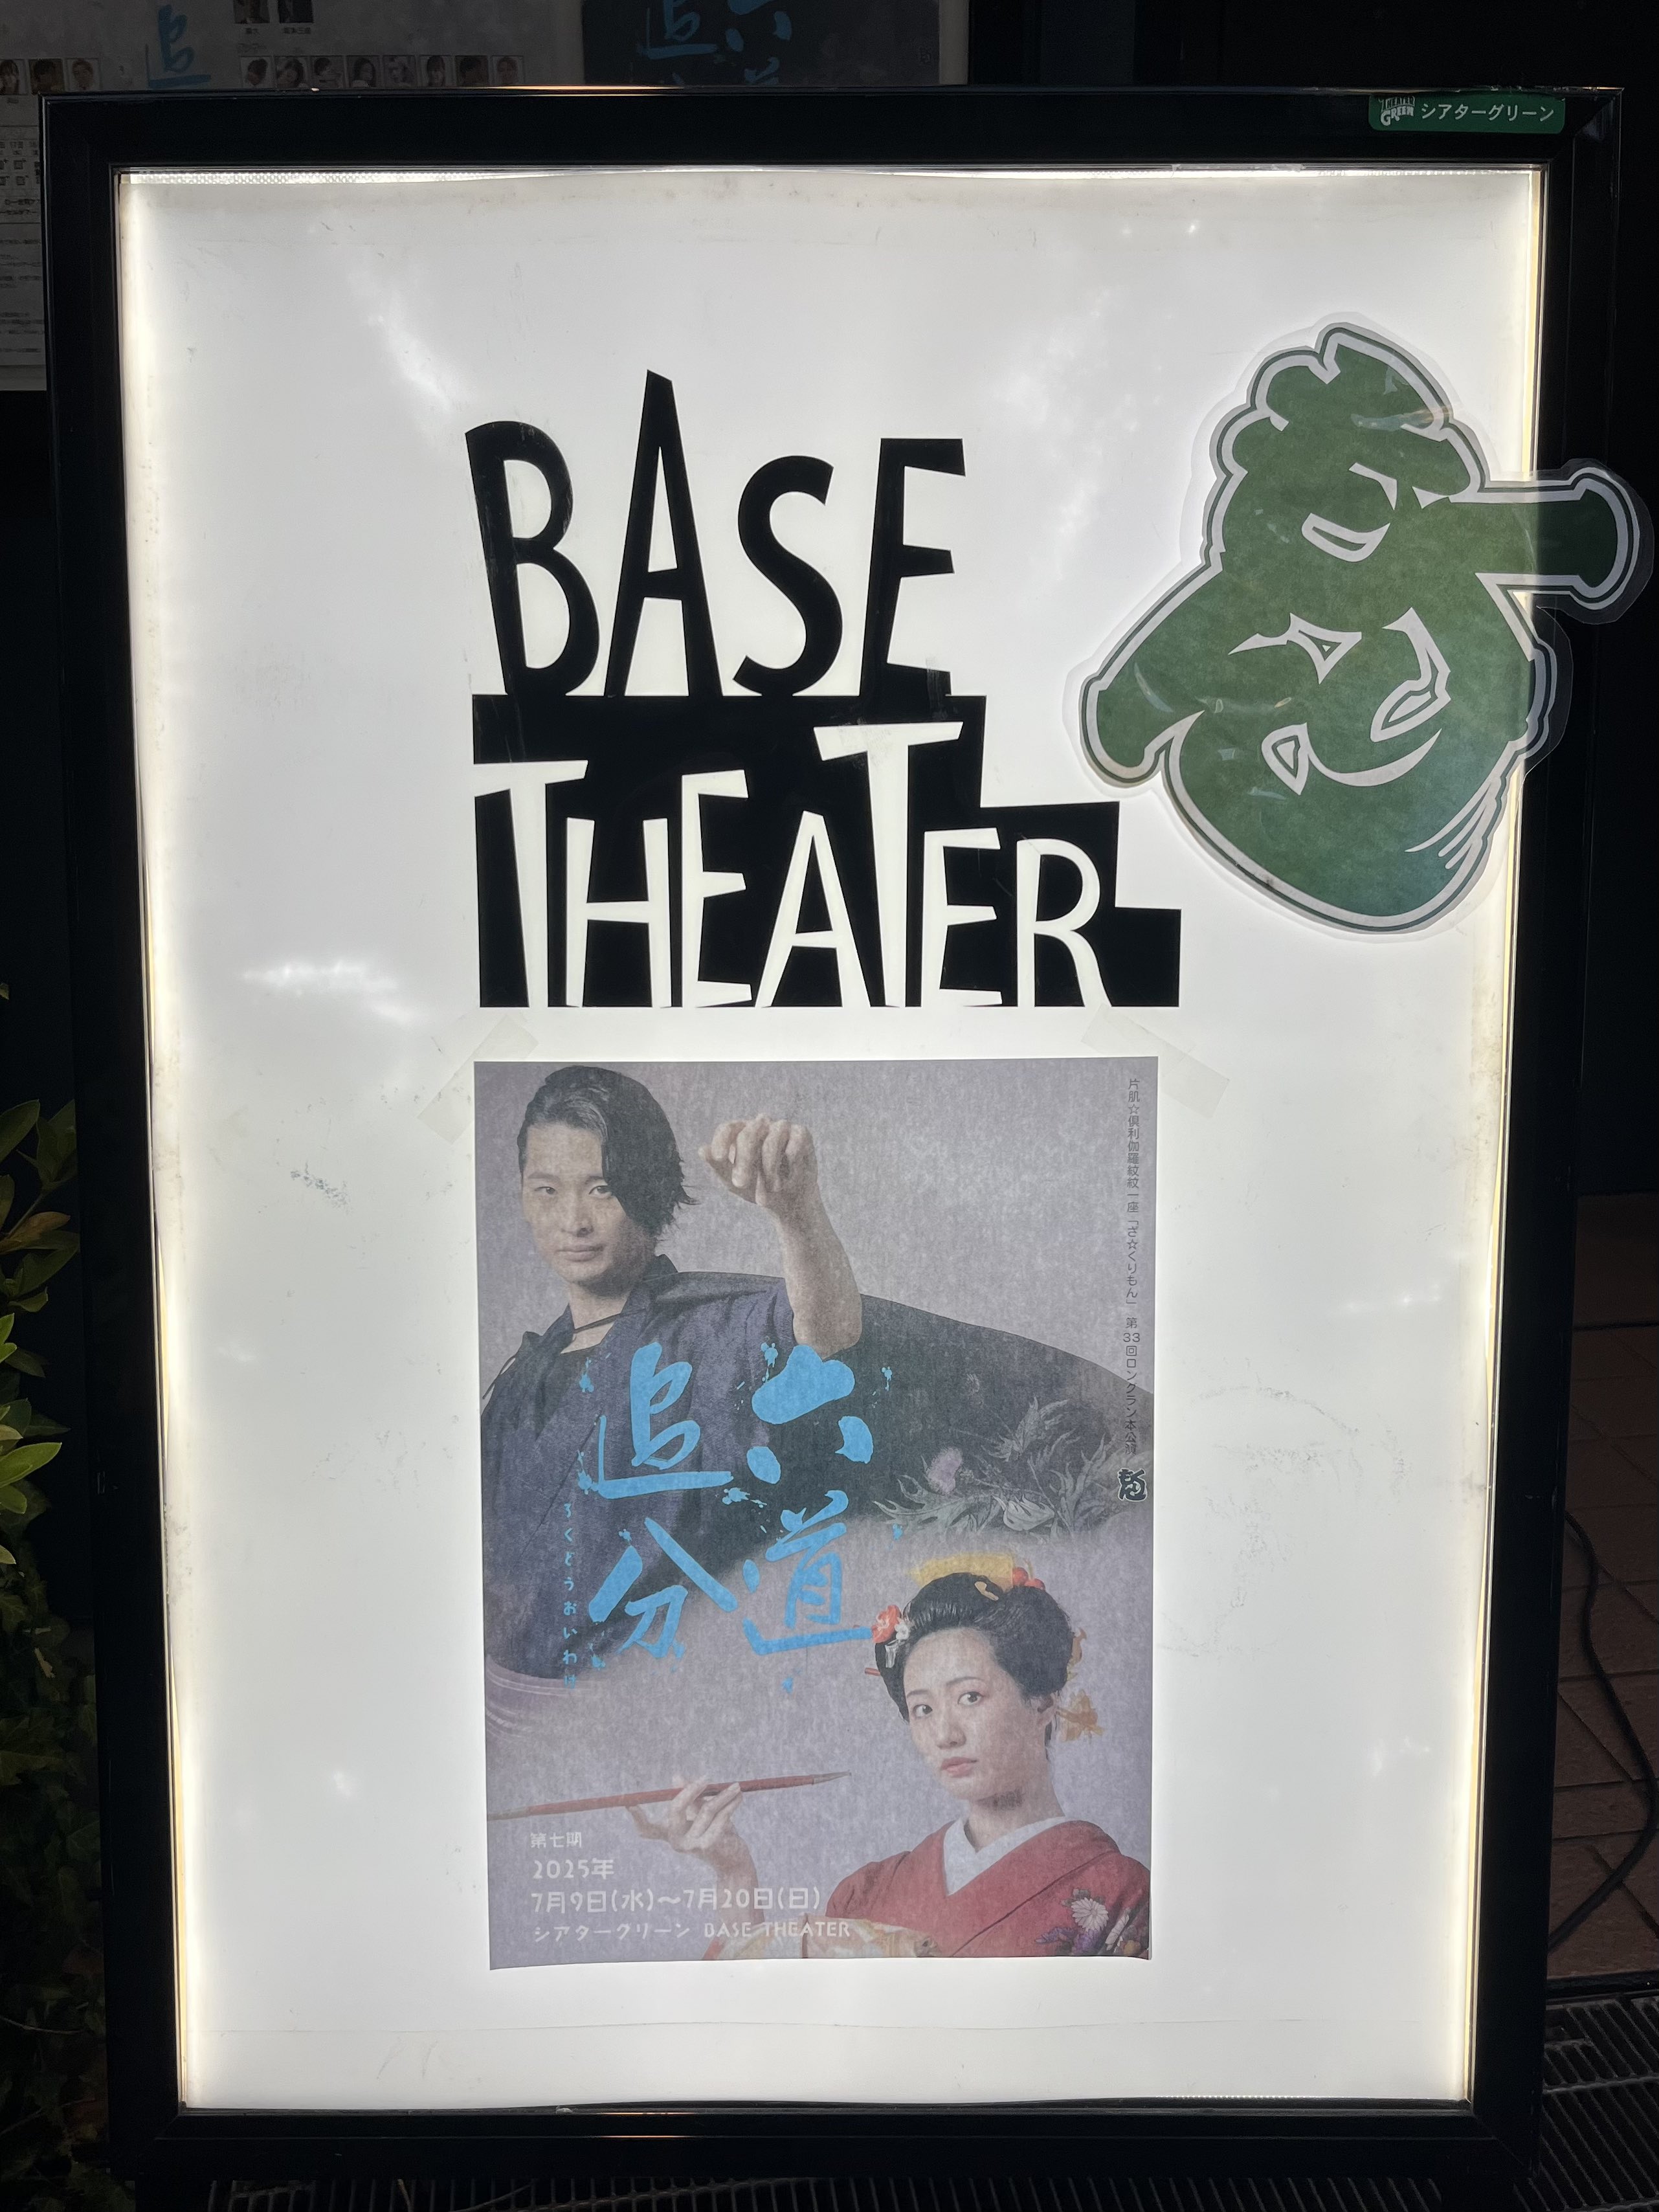 THEATER GREEN シアターグリーン
BASE
THEATER
片肌☆倶利伽羅紋紋一座「ざ☆くりもん」第33回ロングラン本公演
六道
追分
ろくどうおいわけ
第七期
2025年
7月9日(水)〜7月20日(日)
シアターグリーン BASE THEATER
追